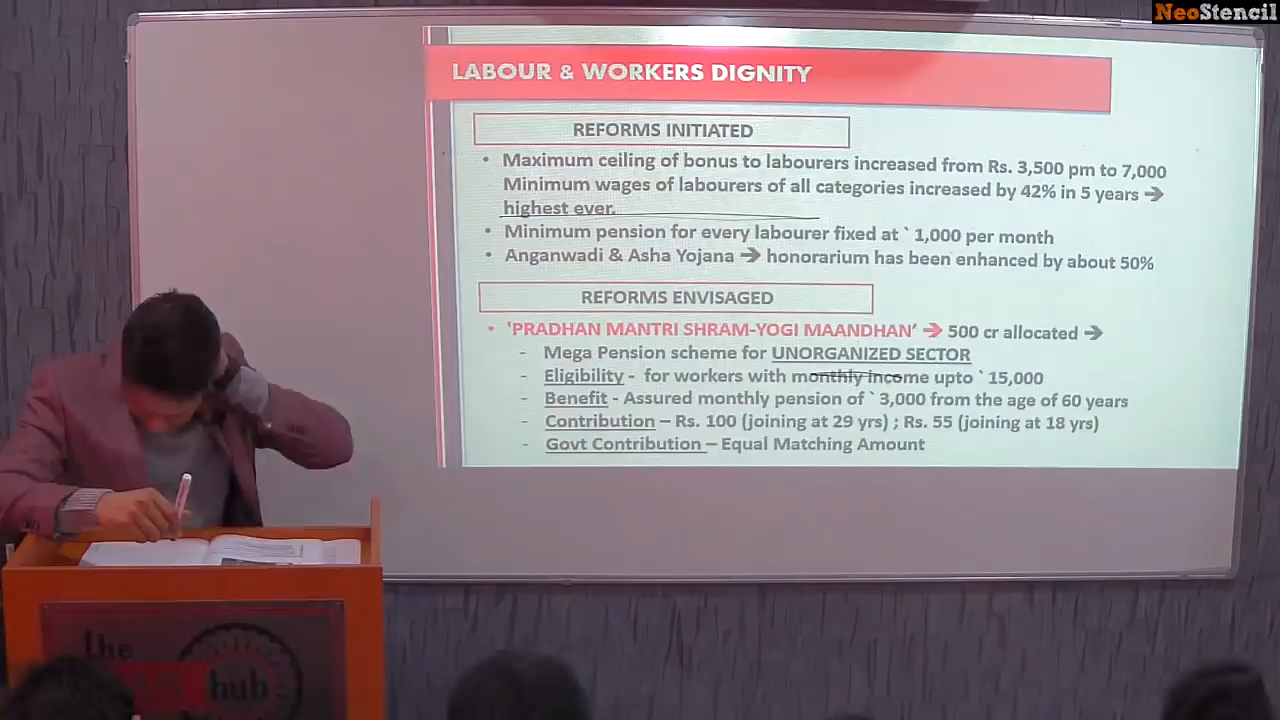 NeoStencil
LABOUR & WORKERS DIGNITY
REFORMS INITIATED
• Maximum ceiling of bonus to labourers increased from Rs. 3,500 pm to 7,000
Minimum wages of labourers of all categories increased by 42% in 5 years →
highest ever.
• Minimum pension for every labourer fixed at ` 1,000 per month
• Anganwadi & Asha Yojana → honorarium has been enhanced by about 50%
REFORMS ENVISAGED
• 'PRADHAN MANTRI SHRAM-YOGI MAANDHAN' → 500 cr allocated →
- Mega Pension scheme for UNORGANIZED SECTOR
- Eligibility - for workers with monthly income upto ` 15,000
- Benefit - Assured monthly pension of ` 3,000 from the age of 60 years
- Contribution – Rs. 100 (joining at 29 yrs) ; Rs. 55 (joining at 18 yrs)
- Govt Contribution – Equal Matching Amount
the
hub